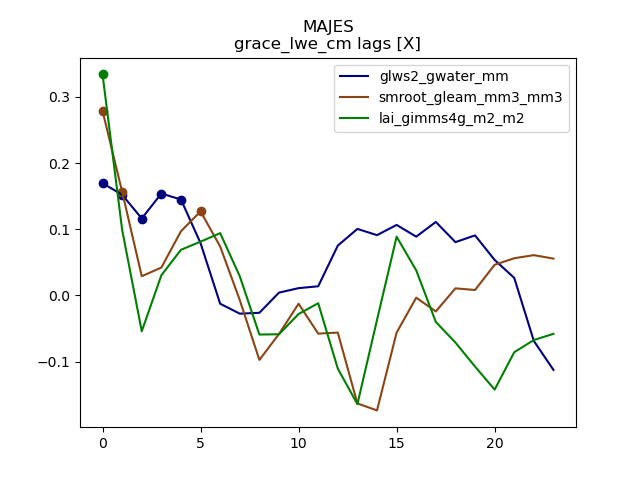 MAJES
grace_lwe_cm lags [X]
glws2_gwater_mm
smroot_gleam_mm3_mm3
lai_gimms4g_m2_m2
0.3
0.2
0.1
0.0
−0.1
0 5 10 15 20